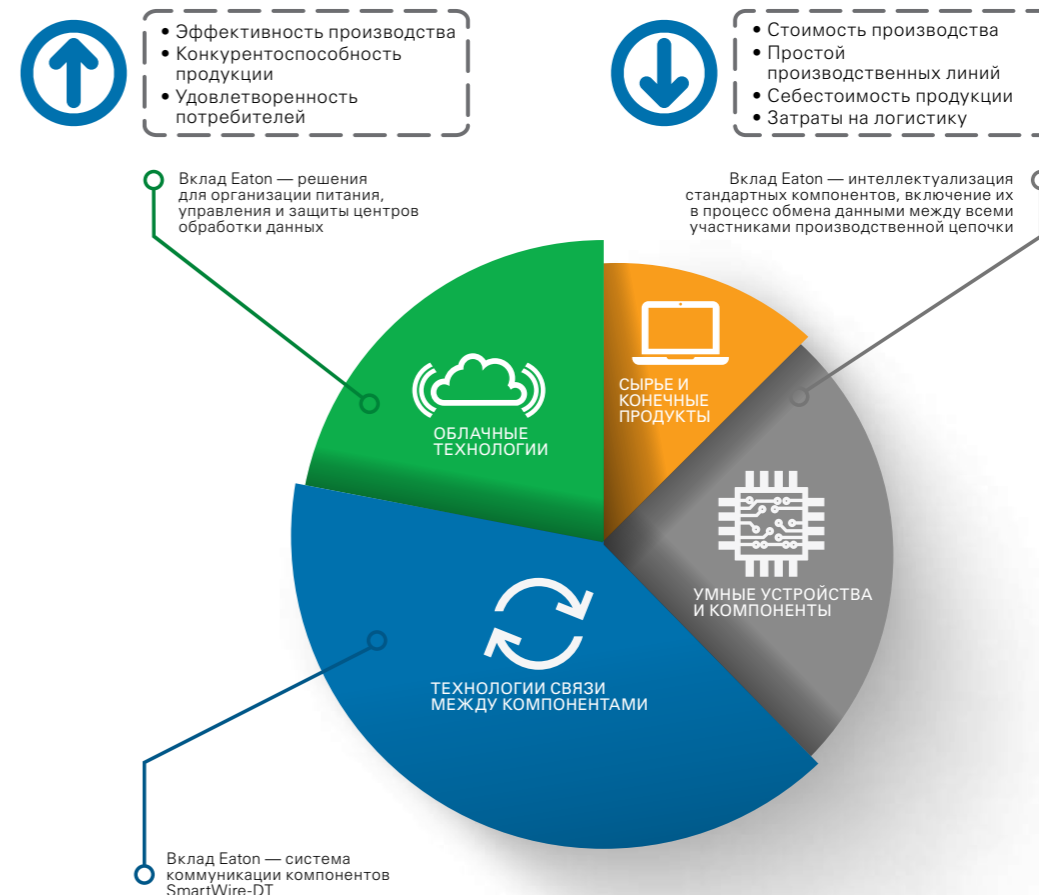 • Эффективность производства
• Конкурентоспособность
продукции
• Удовлетворенность
потребителей
• Стоимость производства
• Простой
производственных линий
• Себестоимость продукции
• Затраты на логистику
Вклад Eaton — решения
для организации питания,
управления и защиты центров
обработки данных
Вклад Eaton — интеллектуализация
стандартных компонентов, включение их
в процесс обмена данными между всеми
участниками производственной цепочки
СЫРЬЕ И
КОНЕЧНЫЕ
ПРОДУКТЫ
ОБЛАЧНЫЕ
ТЕХНОЛОГИИ
УМНЫЕ УСТРОЙСТВА
И КОМПОНЕНТЫ
ТЕХНОЛОГИИ СВЯЗИ
МЕЖДУ КОМПОНЕНТАМИ
Вклад Eaton — система
коммуникации компонентов
SmartWire-DT